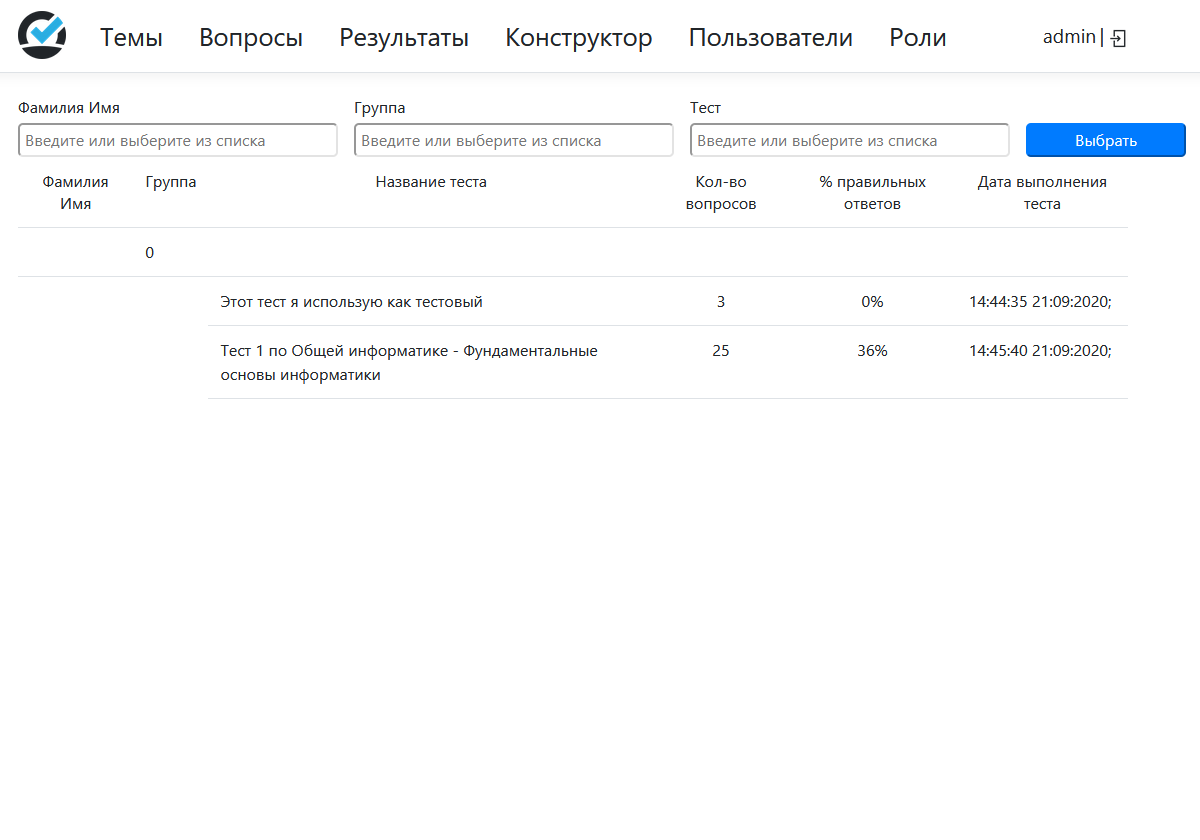 Темы Вопросы Результаты Конструктор Пользователи Роли admin |
Фамилия Имя Группа Тест
Введите или выберите из списка Введите или выберите из списка Введите или выберите из списка Выбрать
Фамилия Группа Название теста Кол-во % правильных Дата выполнения
Имя вопросов ответов теста
0
Этот тест я использую как тестовый 3 0% 14:44:35 21:09:2020;
Тест 1 по Общей информатике - Фундаментальные 25 36% 14:45:40 21:09:2020;
основы информатики